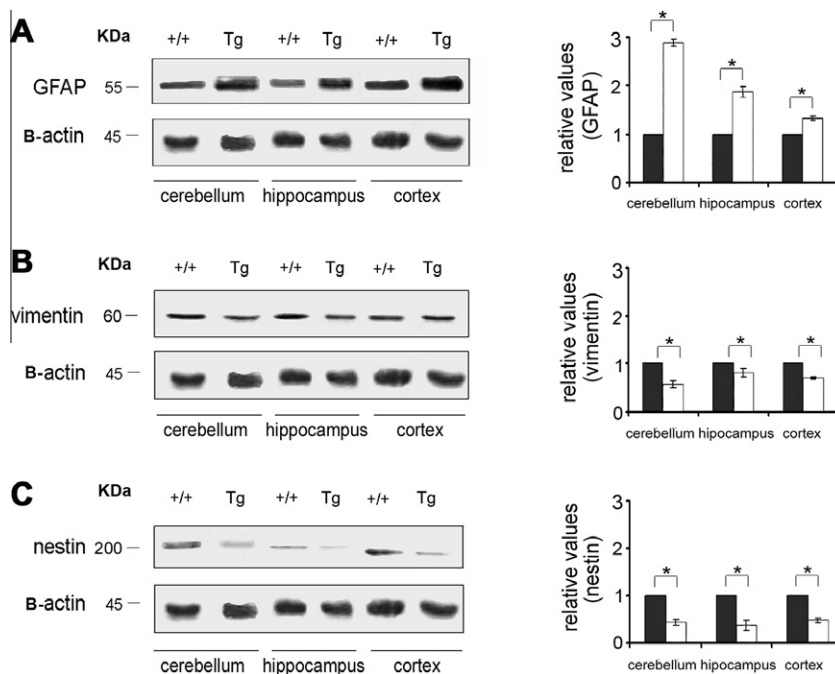 A
KDa
+/+ Tg +/+ Tg +/+ Tg
GFAP 55
B-actin 45
cerebellum hippocampus cortex
relative values
(GFAP)
3
2
1
0
* * *
cerebellum hipocampus cortex
B
KDa
+/+ Tg +/+ Tg +/+ Tg
vimentin 60
B-actin 45
cerebellum hippocampus cortex
relative values
(vimentin)
3
2
1
0
* * *
cerebellum hippocampus cortex
C
KDa
+/+ Tg +/+ Tg +/+ Tg
nestin 200
B-actin 45
cerebellum hippocampus cortex
relative values
(nestin)
3
2
1
0
* * *
cerebellum hippocampus cortex